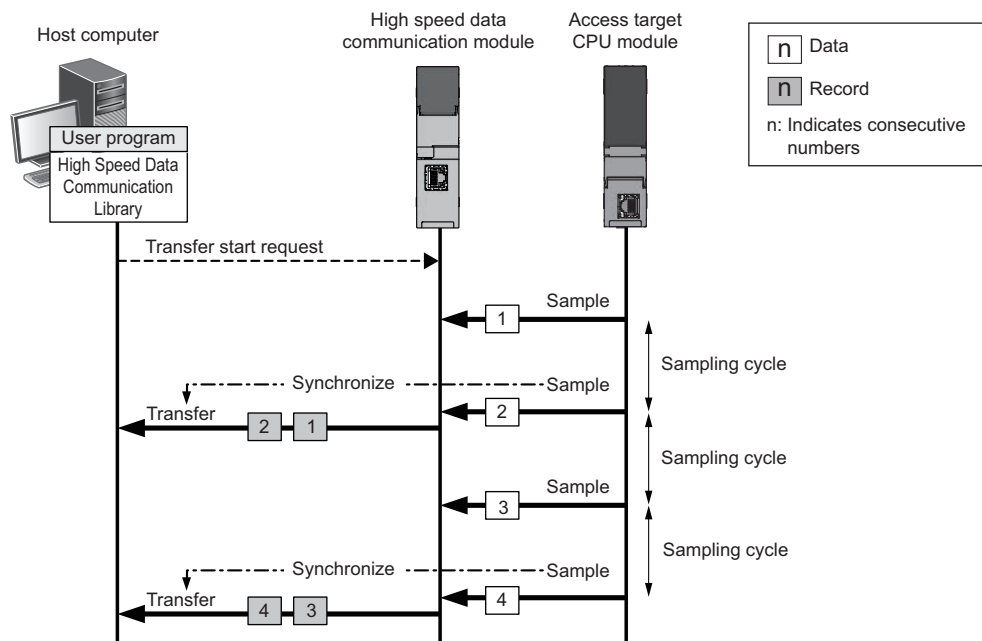 Host computer
High speed data
communication module
Access target
CPU module
n Data
n Record
n: Indicates consecutive
numbers
User program
High Speed Data
Communication
Library
Transfer start request
Sample
1
Sampling cycle
Synchronize
Sample
Transfer
2
2 1
Sampling cycle
Sample
3
Sampling cycle
Synchronize
Sample
Transfer
4
4 3